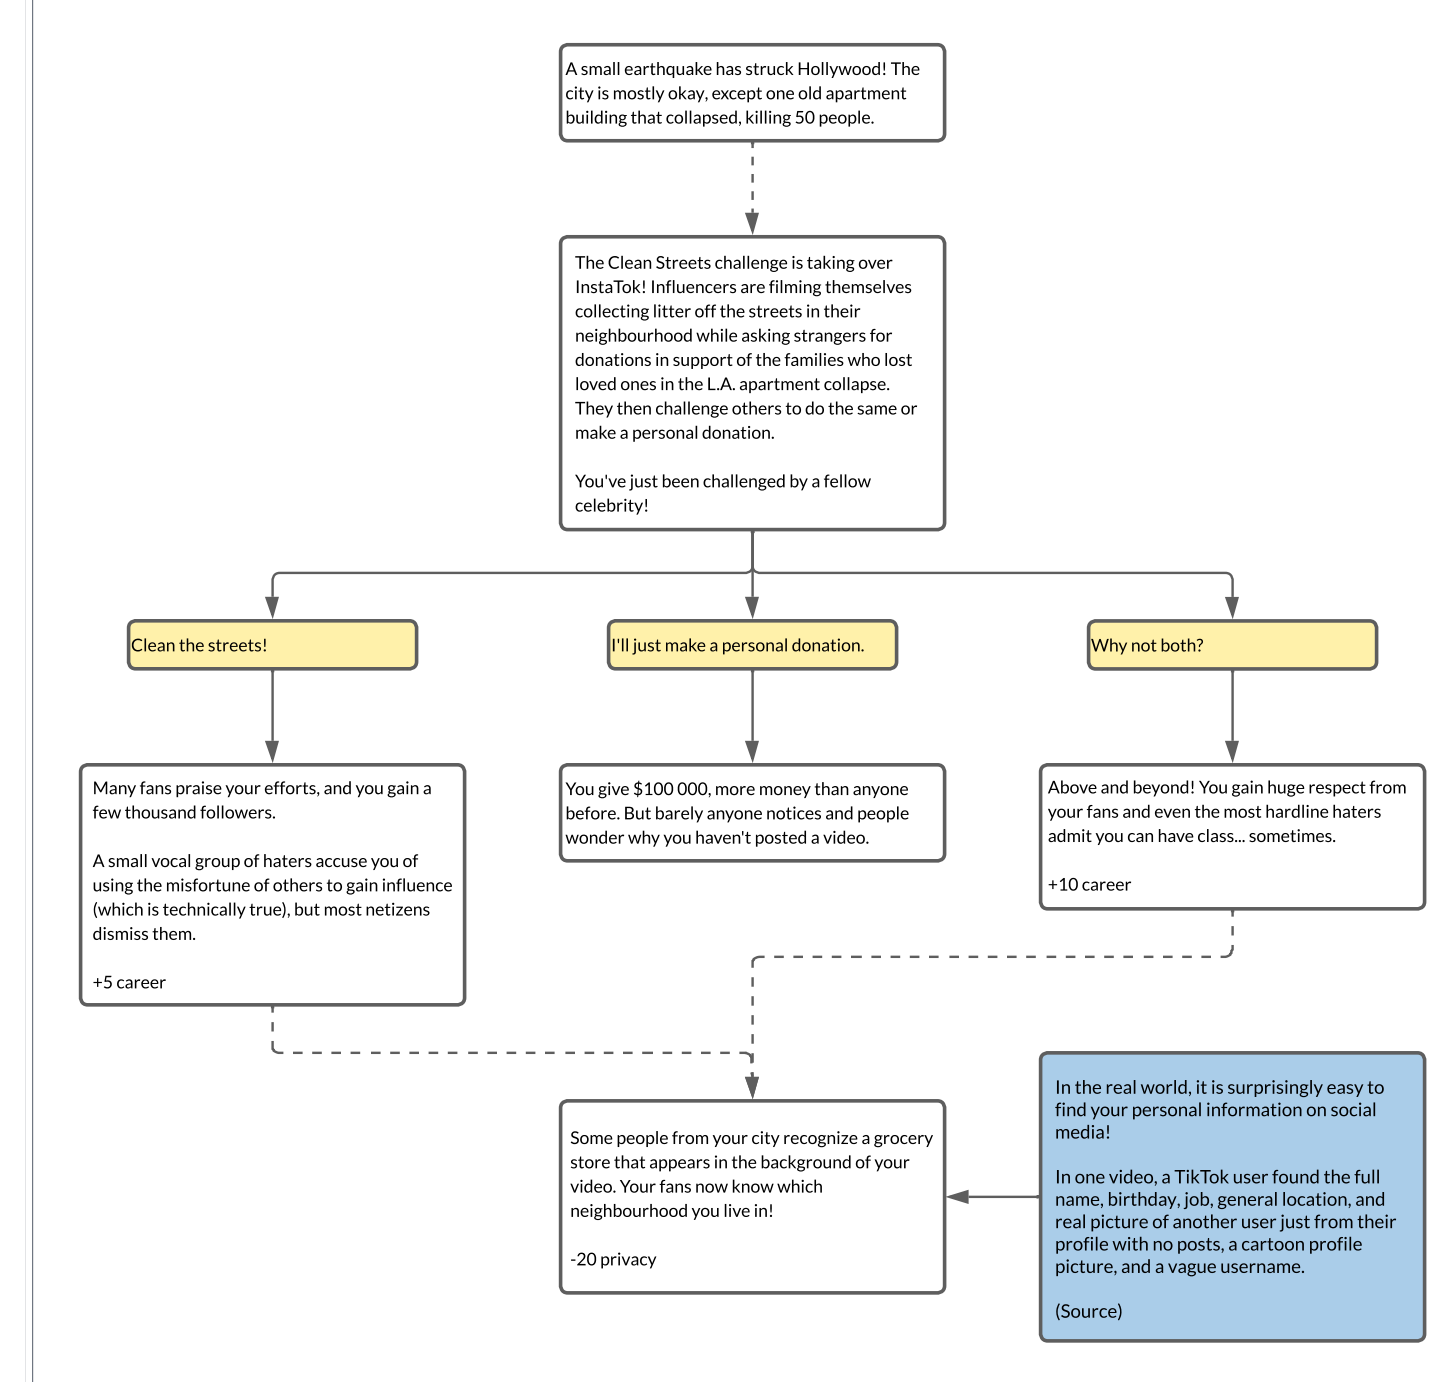 A small earthquake has struck Hollywood! The
city is mostly okay, except one old apartment
building that collapsed, killing 50 people.
The Clean Streets challenge is taking over
InstaTok! Influencers are filming themselves
collecting litter off the streets in their
neighbourhood while asking strangers for
donations in support of the families who lost
loved ones in the L.A. apartment collapse.
They then challenge others to do the same or
make a personal donation.
You've just been challenged by a fellow
celebrity!
Clean the streets!
I'll just make a personal donation.
Why not both?
Many fans praise your efforts, and you gain a
few thousand followers.
A small vocal group of haters accuse you of
using the misfortune of others to gain influence
(which is technically true), but most netizens
dismiss them.
+5 career
You give $100 000, more money than anyone
before. But barely anyone notices and people
wonder why you haven't posted a video.
Above and beyond! You gain huge respect from
your fans and even the most hardline haters
admit you can have class... sometimes.
+10 career
Some people from your city recognize a grocery
store that appears in the background of your
video. Your fans now know which
neighbourhood you live in!
-20 privacy
In the real world, it is surprisingly easy to
find your personal information on social
media!
In one video, a TikTok user found the full
name, birthday, job, general location, and
real picture of another user just from their
profile with no posts, a cartoon profile
picture, and a vague username.
(Source)